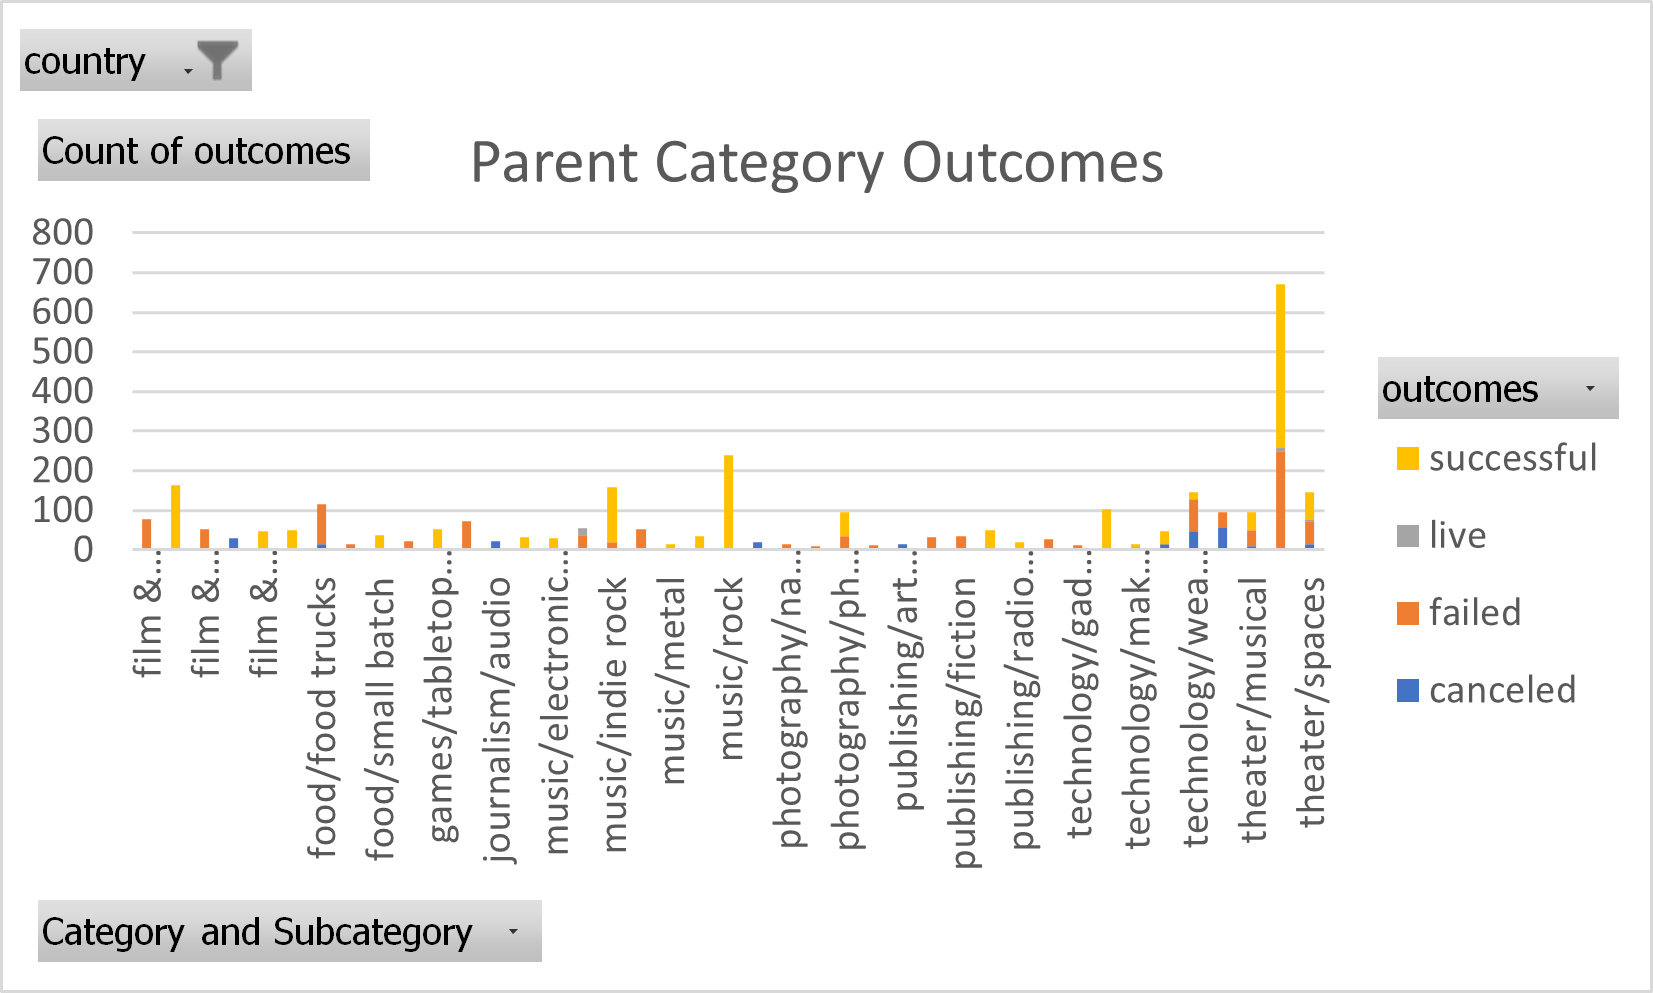 country
Count of outcomes
Parent Category Outcomes
800
700
600
500
400
300
200
100
0
film &...
film &...
film &...
food/food trucks
food/small batch
games/tabletop...
journalism/audio
music/electronic...
music/indie rock
music/metal
music/rock
photography/na...
photography/ph...
publishing/art...
publishing/fiction
publishing/radio...
technology/gad...
technology/mak...
technology/wea...
theater/musical
theater/spaces
outcomes
successful
live
failed
canceled
Category and Subcategory